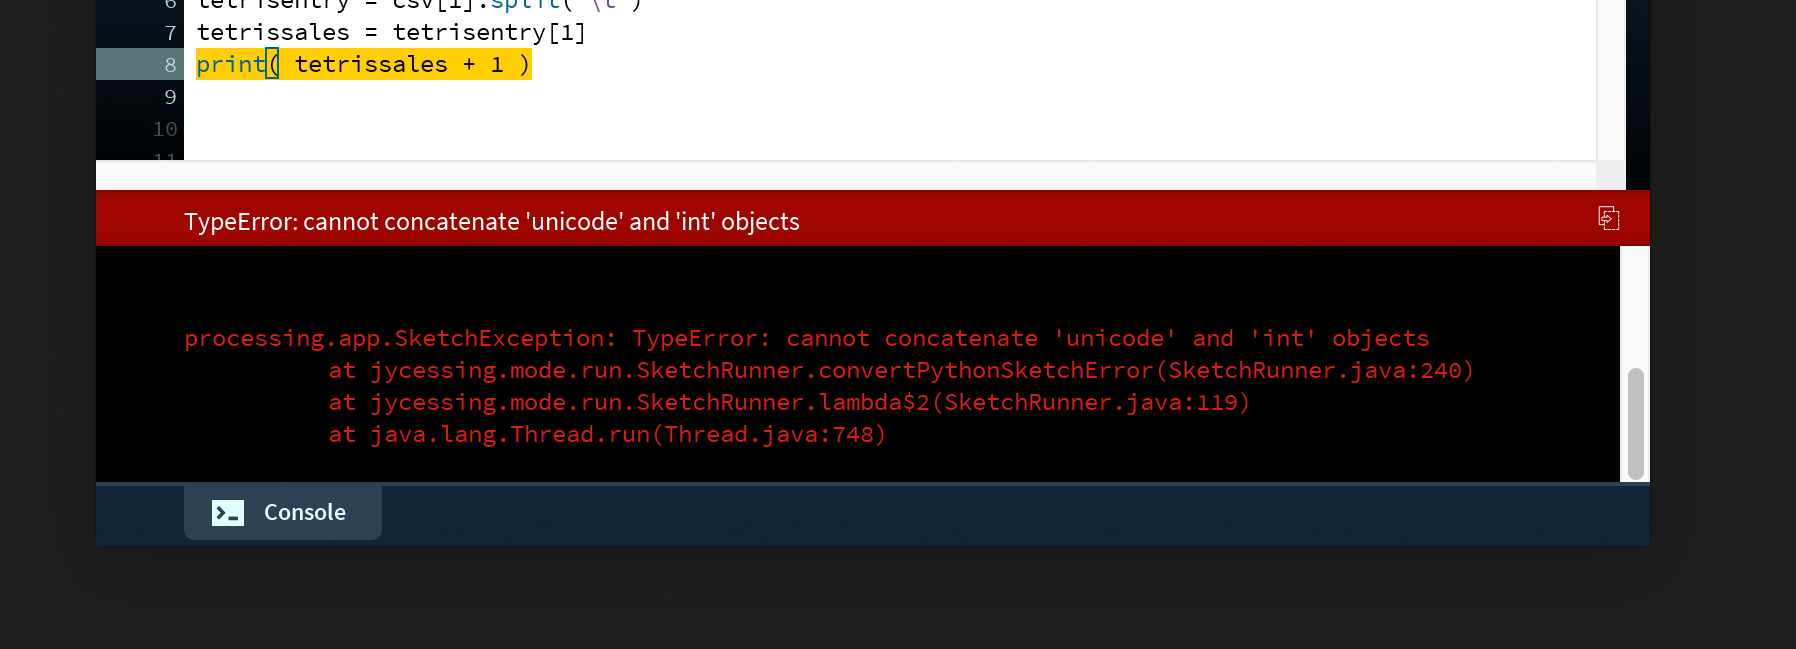 6 tetrisentry = csv[1].split( '\t')
7 tetrissales = tetrisentry[1]
8 print( tetrissales + 1 )
9
10
11
TypeError: cannot concatenate 'unicode' and 'int' objects
processing.app.SketchException: TypeError: cannot concatenate 'unicode' and 'int' objects
at jycessing.mode.run.SketchRunner.convertPythonSketchError(SketchRunner.java:240)
at jycessing.mode.run.SketchRunner.lambda$2(SketchRunner.java:119)
at java.lang.Thread.run(Thread.java:748)
Console